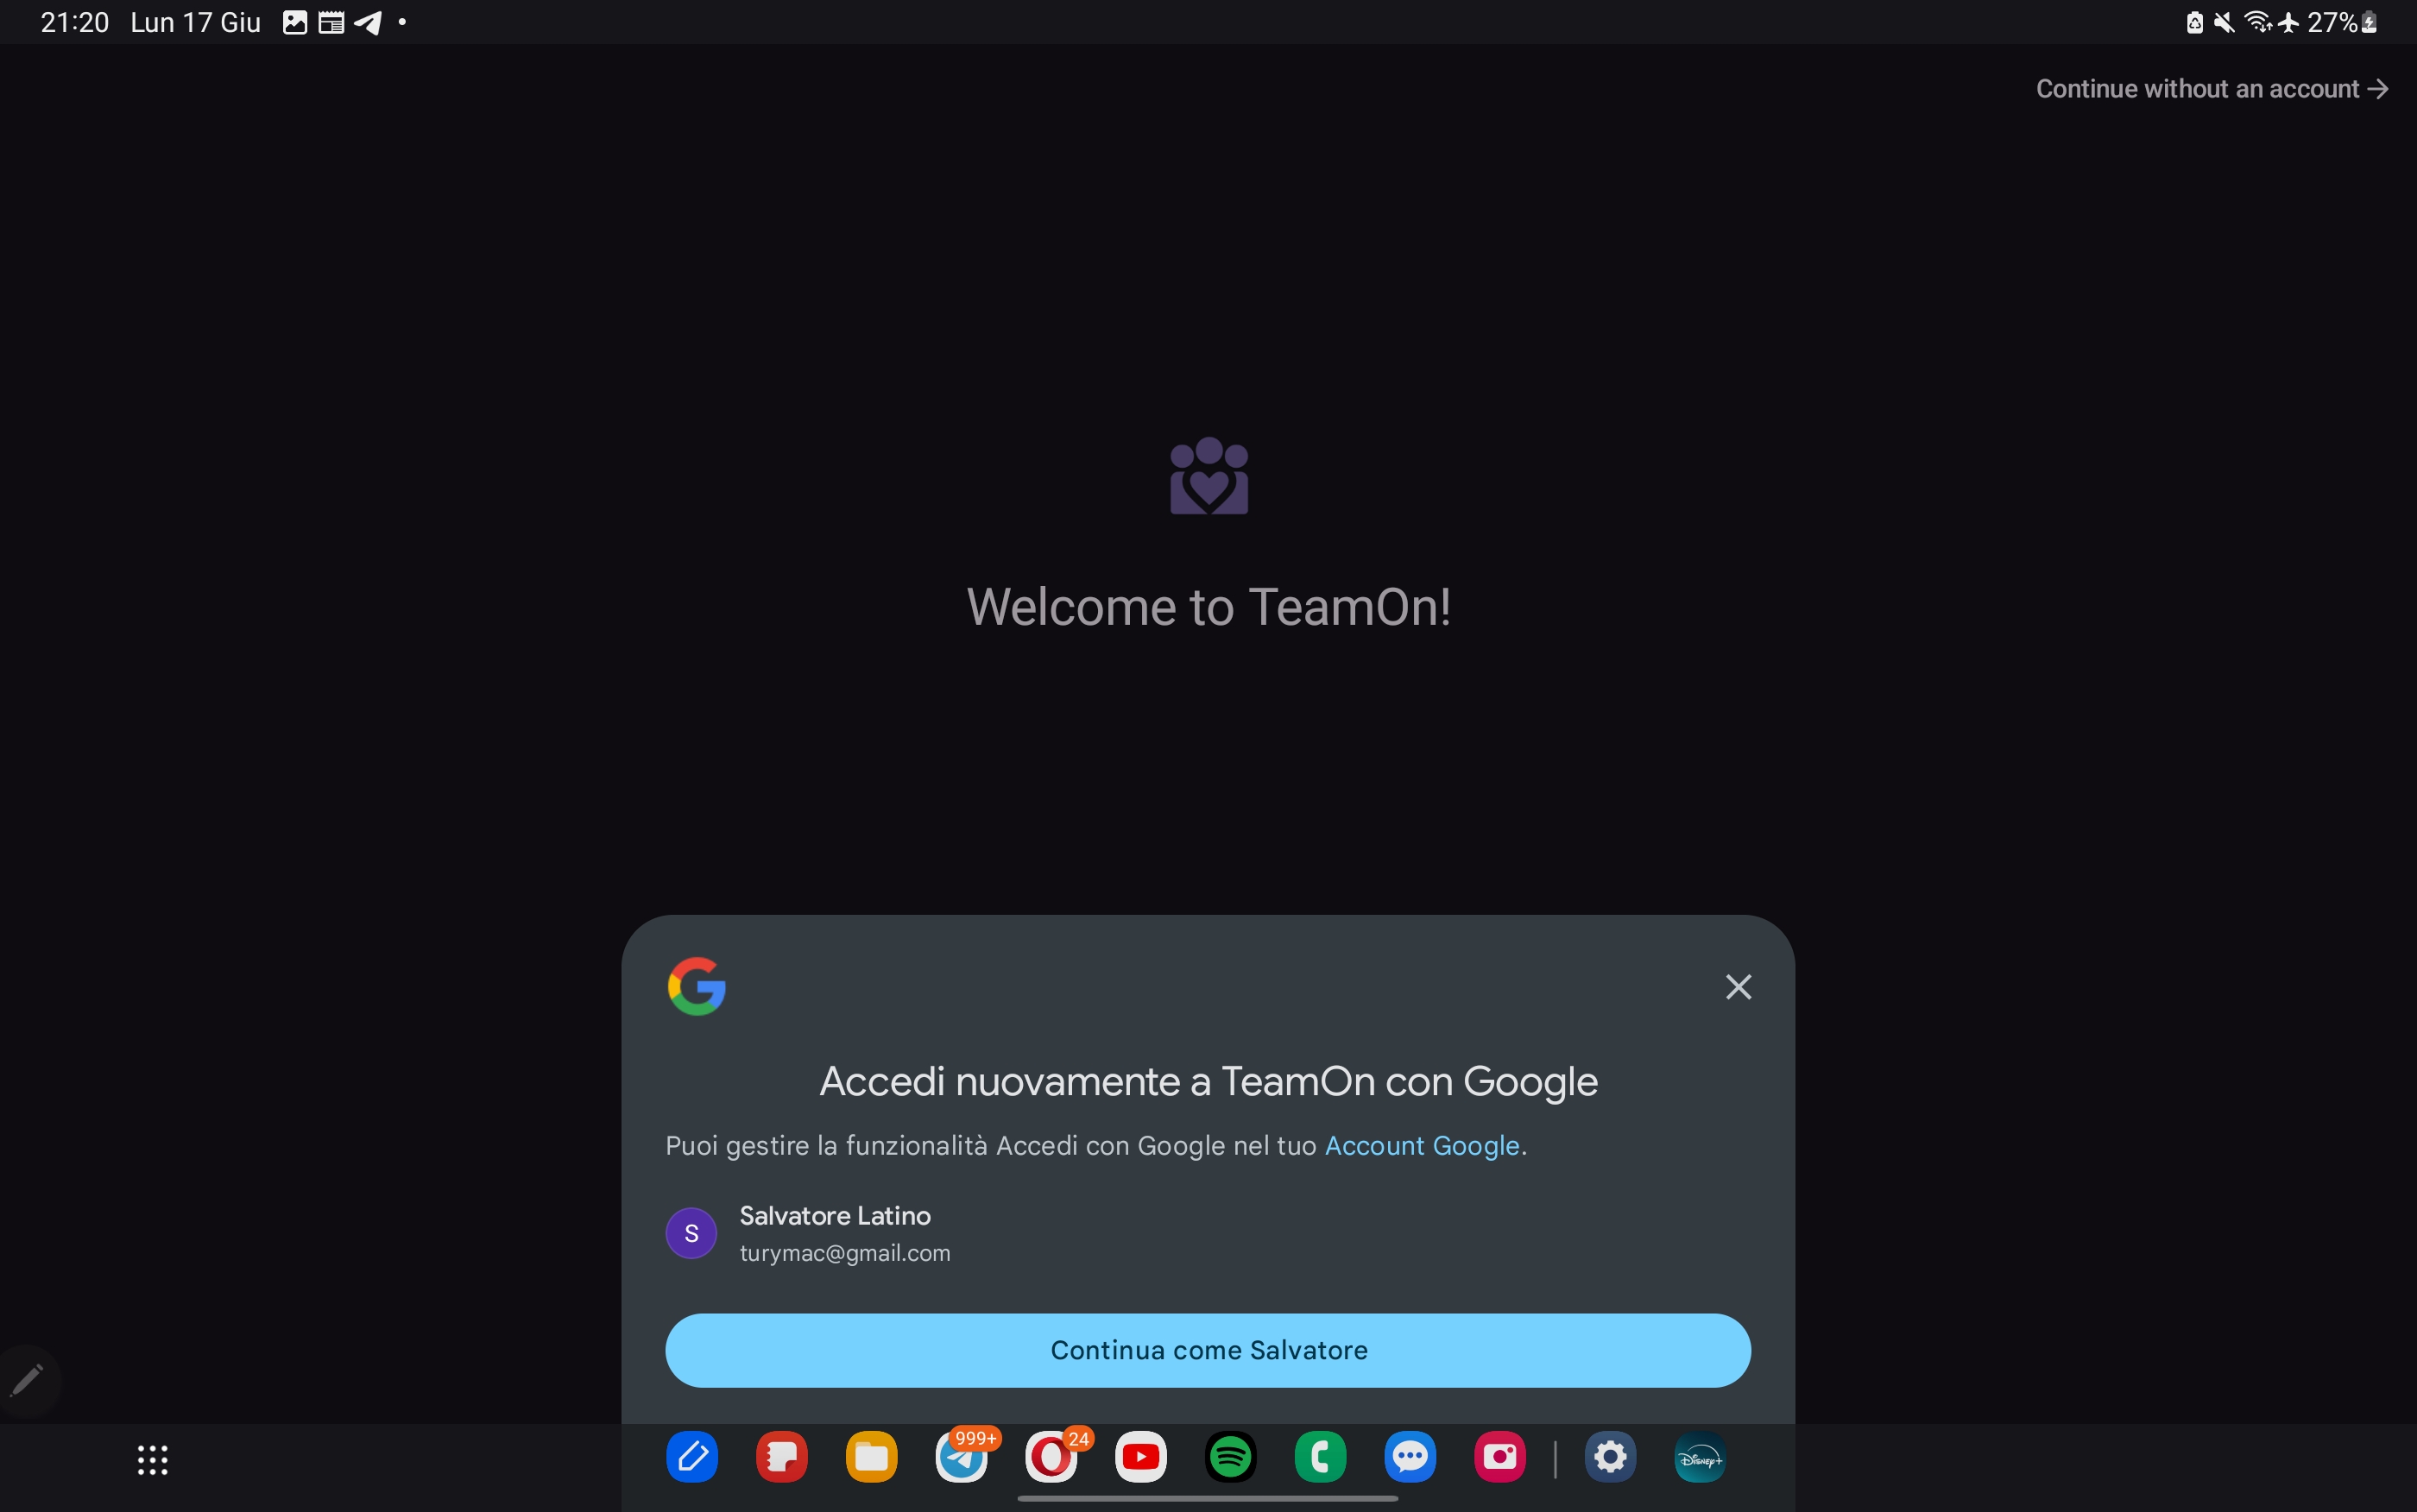 21:20 Lun 17 Giu
27%
Continue without an account
Welcome to TeamOn!
Accedi nuovamente a TeamOn con Google
Puoi gestire la funzionalità Accedi con Google nel tuo Account Google.
S
Salvatore Latino
turymac@gmail.com
Continua come Salvatore
999+
24
Disney+